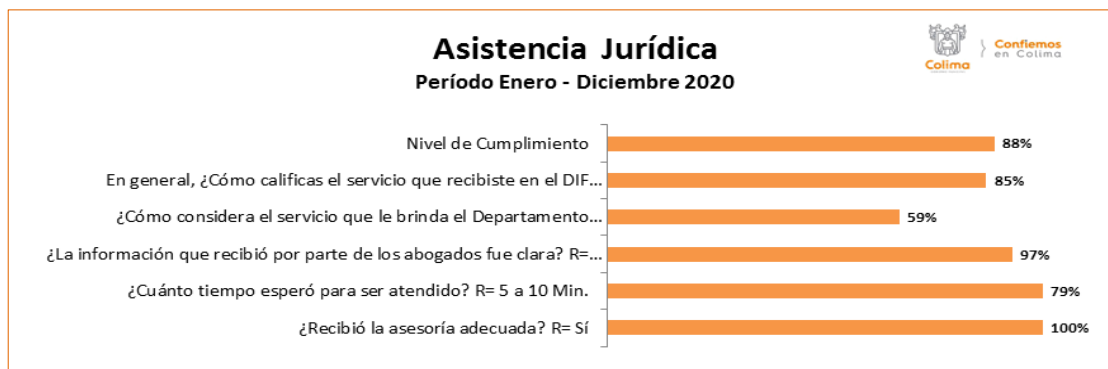 Asistencia Jurídica
Período Enero - Diciembre 2020
Colima
Confiemos
en Colima
Nivel de Cumplimiento 88%
En general, ¿Cómo calificas el servicio que recibiste en el DIF... 85%
¿Cómo considera el servicio que le brinda el Departamento... 59%
¿La información que recibió por parte de los abogados fue clara? R=... 97%
¿Cuánto tiempo esperó para ser atendido? R= 5 a 10 Min. 79%
¿Recibió la asesoría adecuada? R= Sí 100%